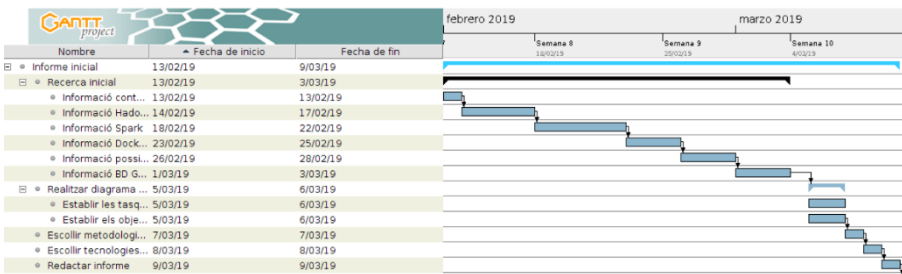 GANTT
project
febrero 2019 marzo 2019
Semana 8 Semana 9 Semana 10
18/02/19 25/02/19 4/03/19
Nombre Fecha de inicio Fecha de fin
Informe inicial 13/02/19 9/03/19
Recerca inicial 13/02/19 3/03/19
Informació cont... 13/02/19 13/02/19
Informació Hado... 14/02/19 17/02/19
Informació Spark 18/02/19 22/02/19
Informació Dock... 23/02/19 25/02/19
Informació possi... 26/02/19 28/02/19
Informació BD G... 1/03/19 3/03/19
Realitzar diagrama ... 5/03/19 6/03/19
Establir les tasq... 5/03/19 6/03/19
Establir els obje... 5/03/19 6/03/19
Escollir metodologi... 7/03/19 7/03/19
Escollir tecnologies... 8/03/19 8/03/19
Redactar informe 9/03/19 9/03/19